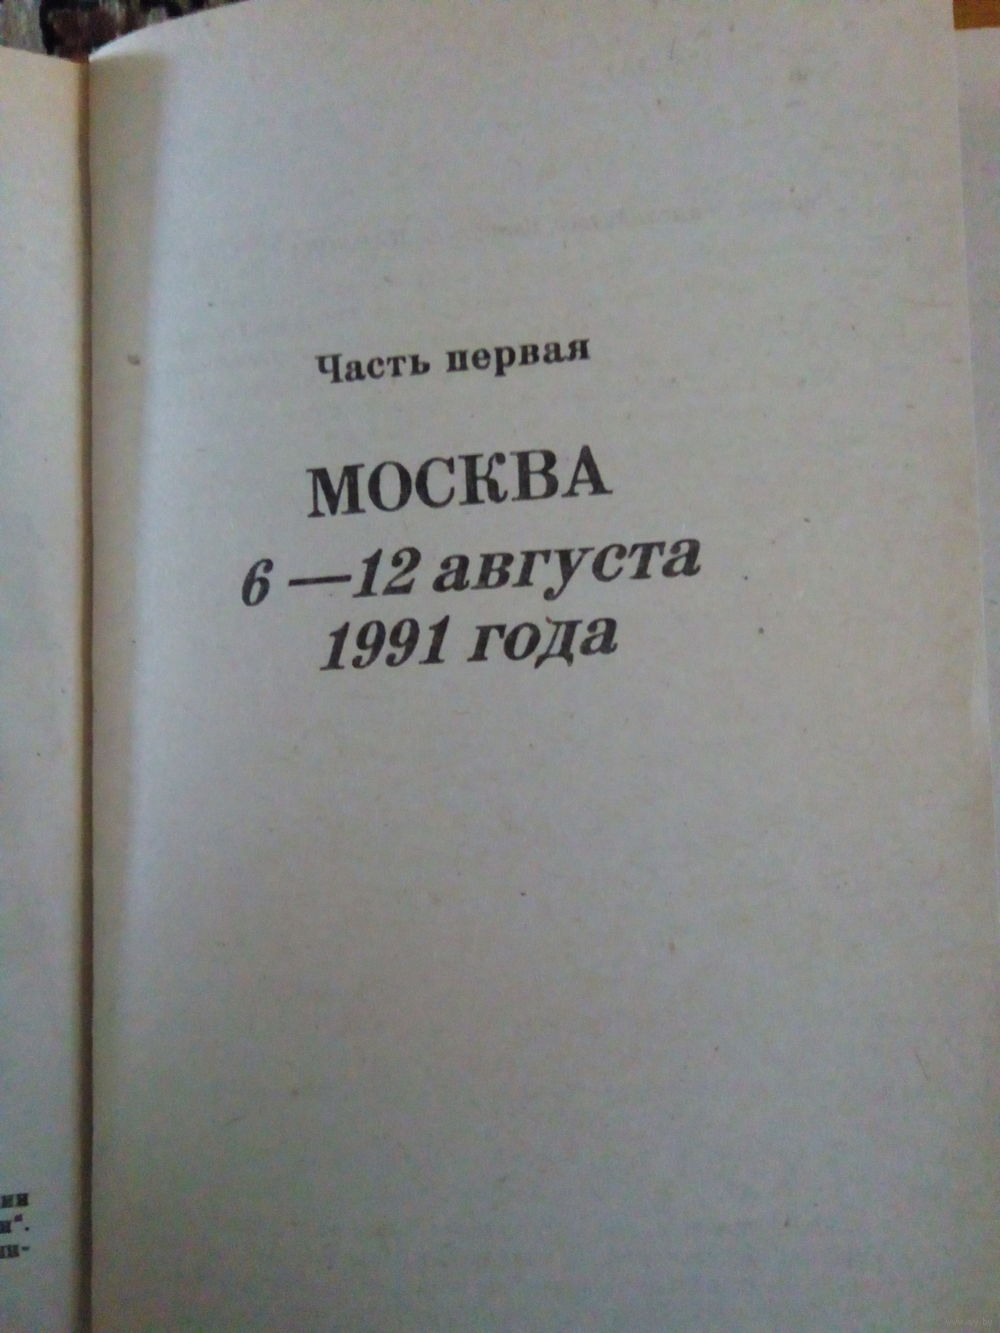 Часть первая
МОСКВА
6—12 августа
1991 года